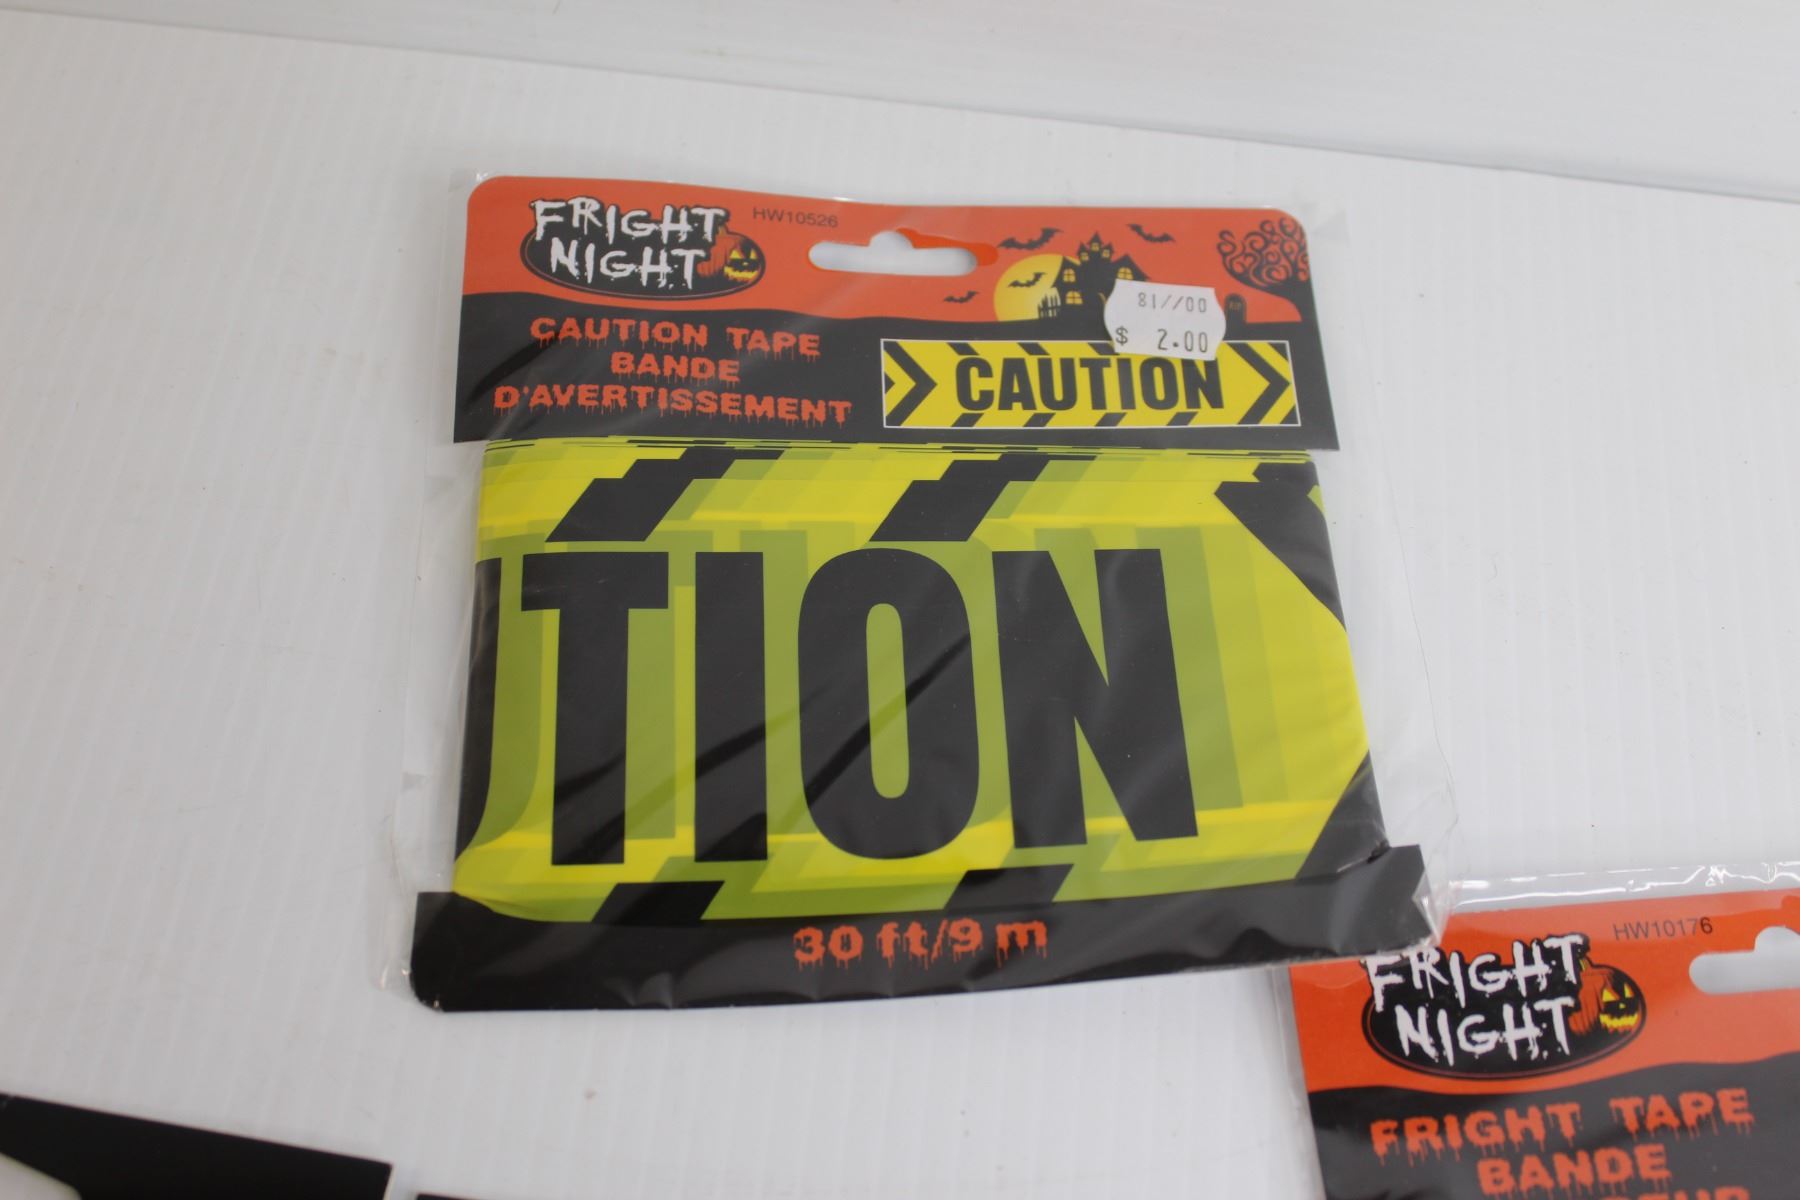 FRIGHT
NIGHT
HW10526
CAUTION TAPE
BANDE
D'AVERTISSEMENT
RIP
81//00
$ 2.00
CAUTION
TION
30 ft/9 m
HW10176
FRIGHT
NIGHT
FRIGHT TAPE
BANDE